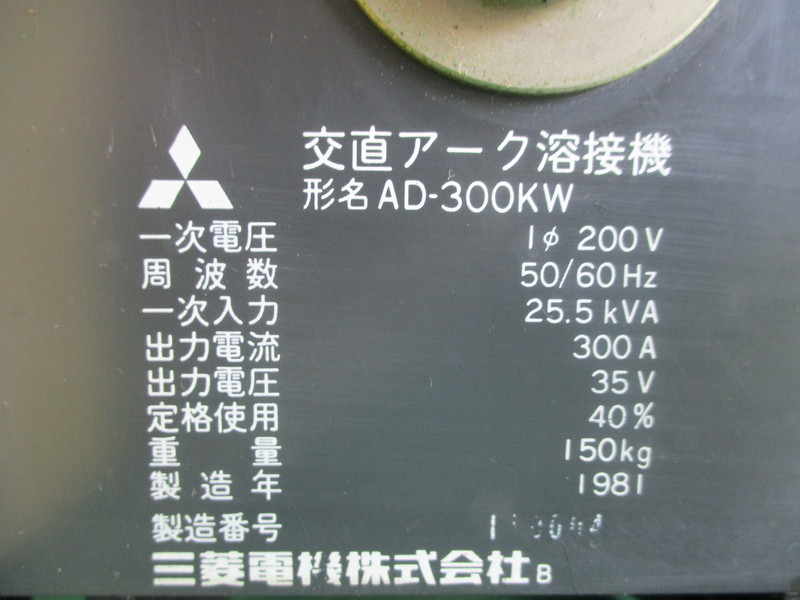 交直アーク溶接機
形名 AD-300KW
一次電圧 1φ 200V
周波数 50/60Hz
一次入力 25.5kVA
出力電流 300A
出力電圧 35V
定格使用 40%
重量 150kg
製造年 1981
製造番号
三菱電機株式会社 B